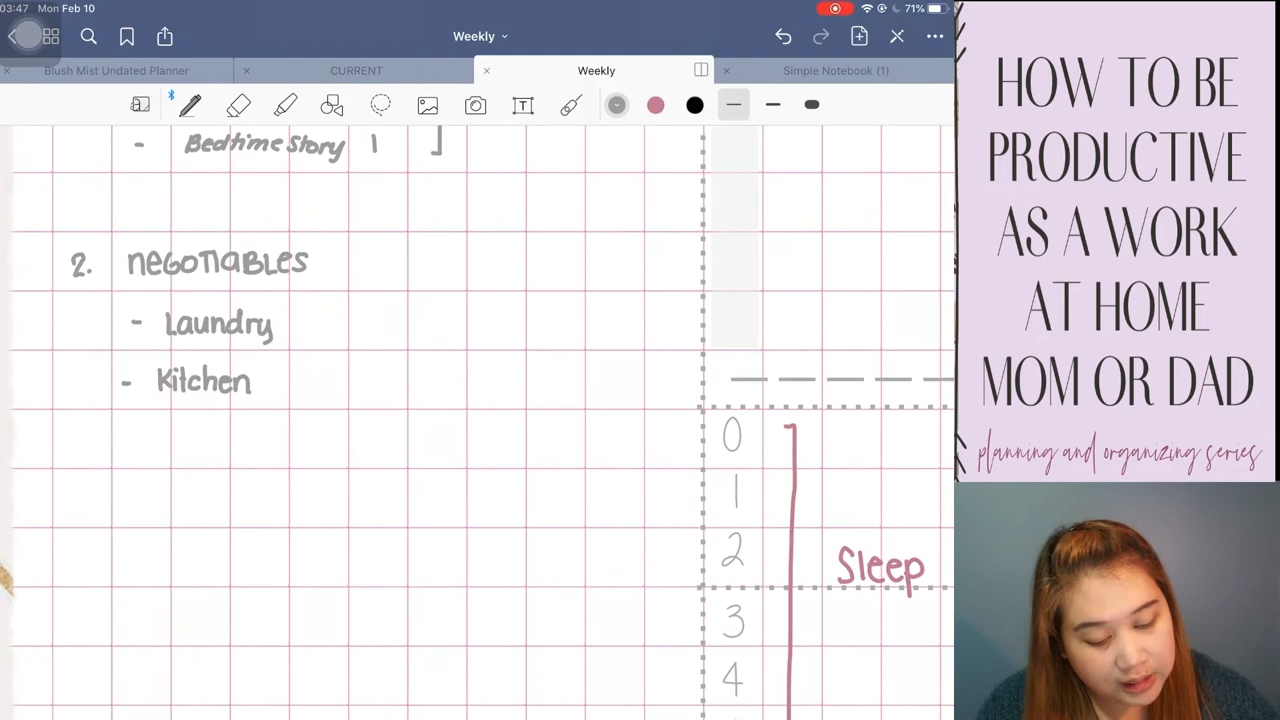 03:47 Mon Feb 10
71%
Weekly
Blush Mist Undated Planner
CURRENT
Weekly
Simple Notebook (1)
- Bedtime Story 1
2. NEGOTIABLES
- Laundry
- Kitchen
0
1
2
Sleep
3
4
HOW TO BE
PRODUCTIVE
AS A WORK
AT HOME
MOM OR DAD
planning and organizing series